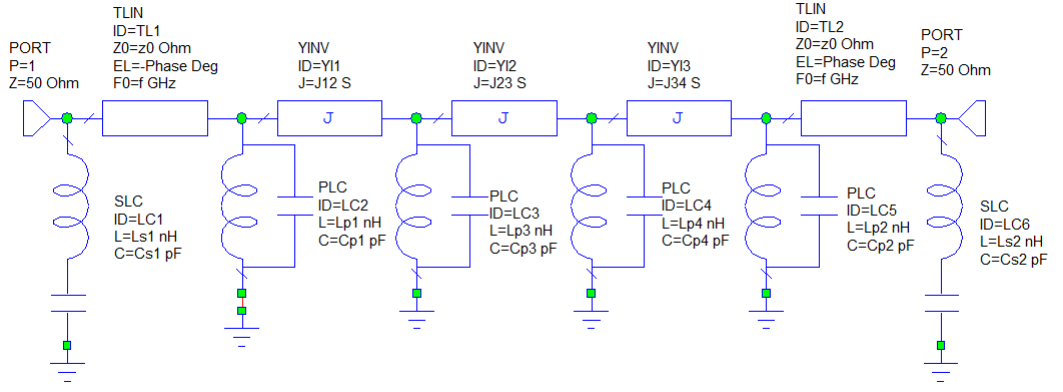 PORT
P=1
Z=50 Ohm
TLIN
ID=TL1
Z0=z0 Ohm
EL=-Phase Deg
F0=f GHz
YINV
ID=YI1
J=J12 S
YINV
ID=YI2
J=J23 S
YINV
ID=YI3
J=J34 S
TLIN
ID=TL2
Z0=z0 Ohm
EL=Phase Deg
F0=f GHz
PORT
P=2
Z=50 Ohm
J
J
J
SLC
ID=LC1
L=Ls1 nH
C=Cs1 pF
PLC
ID=LC2
L=Lp1 nH
C=Cp1 pF
PLC
ID=LC3
L=Lp3 nH
C=Cp3 pF
PLC
ID=LC4
L=Lp4 nH
C=Cp4 pF
PLC
ID=LC5
L=Lp2 nH
C=Cp2 pF
SLC
ID=LC6
L=Ls2 nH
C=Cs2 pF